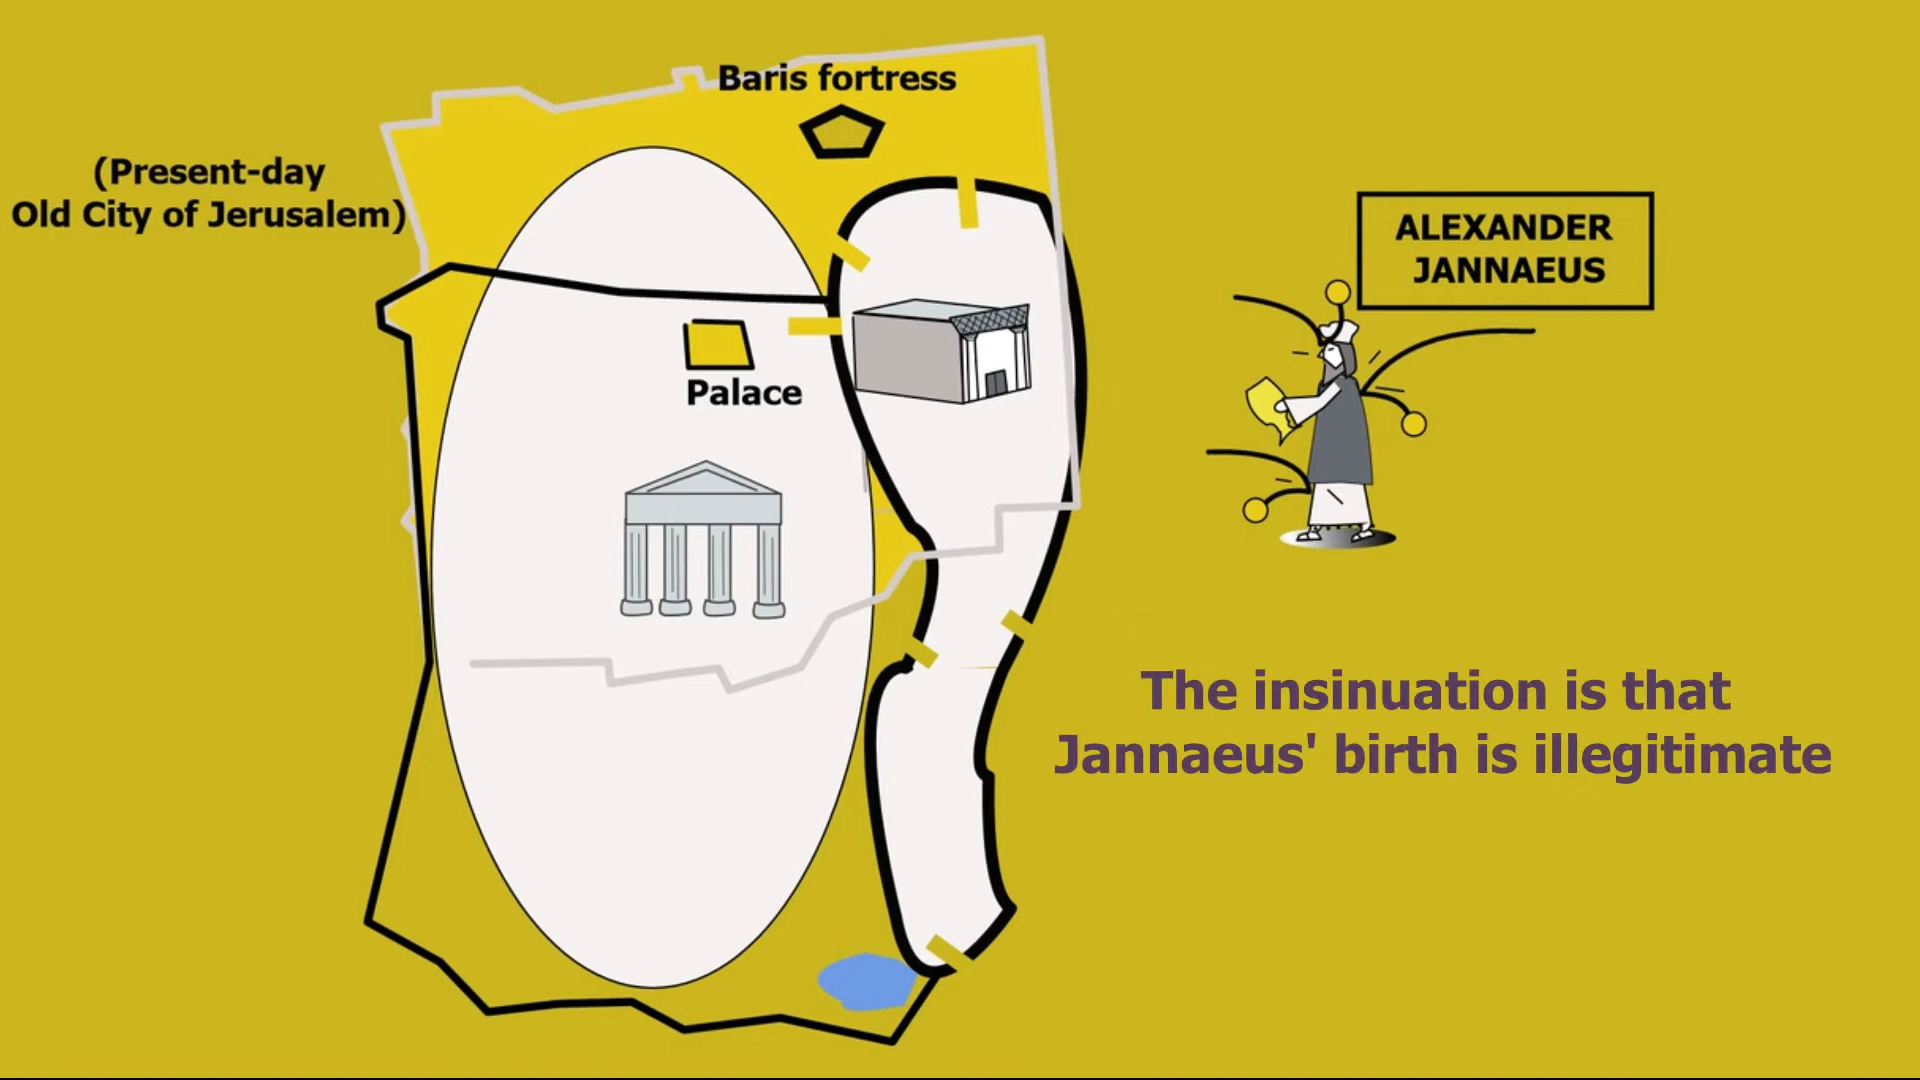 Baris fortress
(Present-day
Old City of Jerusalem)
ALEXANDER
JANNAEUS
Palace
The insinuation is that
Jannaeus' birth is illegitimate